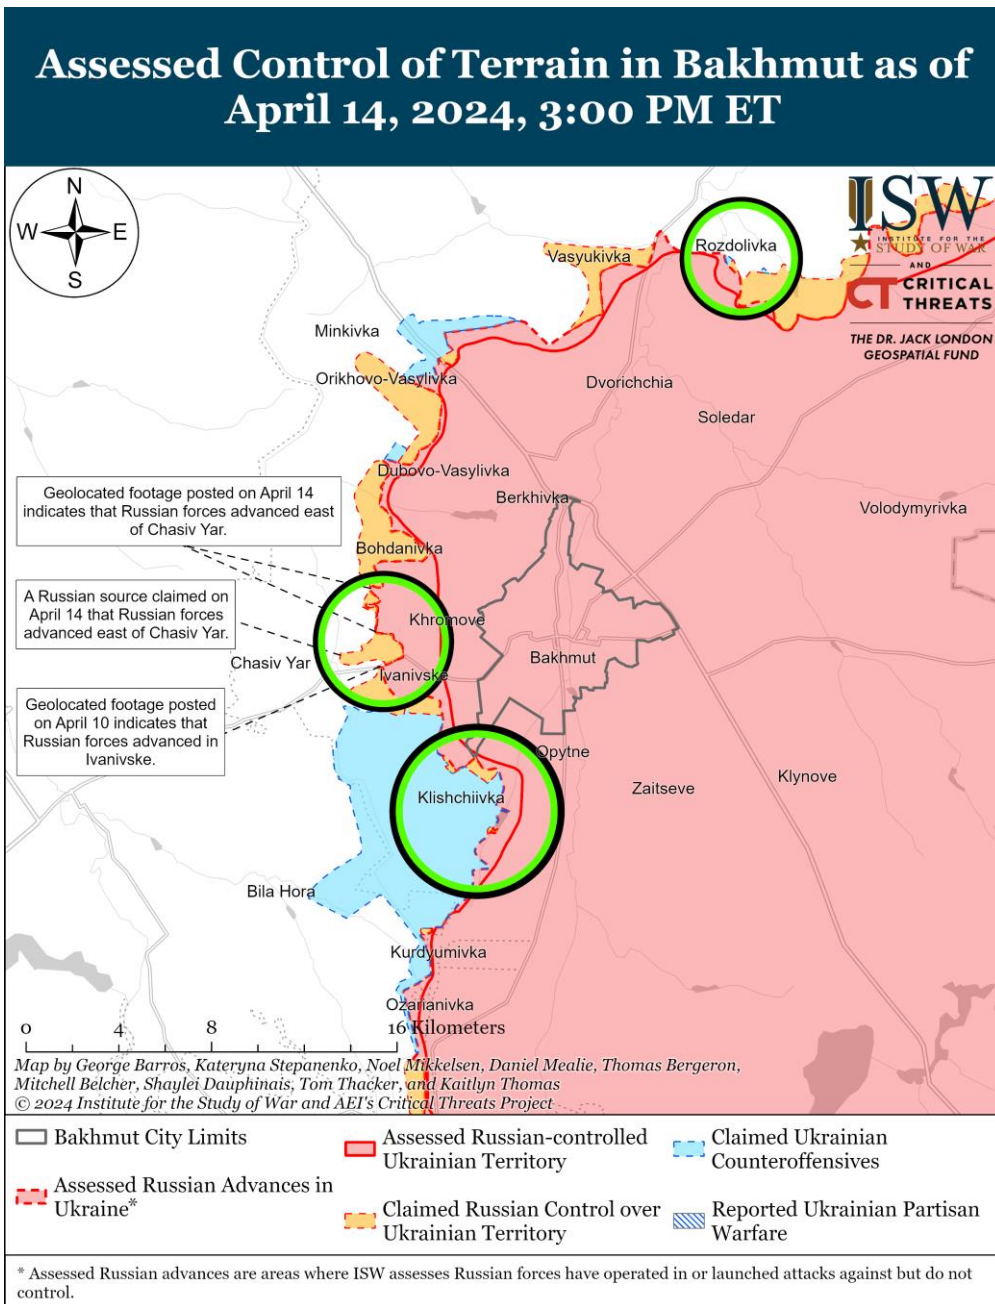 Assessed Control of Terrain in Bakhmut as of
April 14, 2024, 3:00 PM ET
N
W
E
S
ISW
INSTITUTE FOR THE
STUDY OF WAR
AND
CT CRITICAL
THREATS
THE DR. JACK LONDON
GEOSPATIAL FUND
Rozdolivka
Vasyukivka
Minkivka
Orikhovo-Vasylivka
Dvorichchia
Soledar
Dubovo-Vasylivka
Berkhivka
Volodymyrivka
Geolocated footage posted on April 14
indicates that Russian forces advanced east
of Chasiv Yar.
Bohdanivka
A Russian source claimed on
April 14 that Russian forces
advanced east of Chasiv Yar.
Khromove
Chasiv Yar
Bakhmut
Ivanivske
Geolocated footage posted
on April 10 indicates that
Russian forces advanced in
Ivanivske.
Opytne
Klishchiivka
Zaitseve
Klynove
Bila Hora
Kurdyumivka
Ozarianivka
0
4
8
16 Kilometers
Map by George Barros, Kateryna Stepanenko, Noel Mikkelsen, Daniel Mealie, Thomas Bergeron,
Mitchell Belcher, Shaylei Dauphinais, Tom Thacker, and Kaitlyn Thomas
© 2024 Institute for the Study of War and AEI's Critical Threats Project
Bakhmut City Limits
Assessed Russian Advances in
Ukraine*
Assessed Russian-controlled
Ukrainian Territory
Claimed Russian Control over
Ukrainian Territory
Claimed Ukrainian
Counteroffensives
Reported Ukrainian Partisan
Warfare
* Assessed Russian advances are areas where ISW assesses Russian forces have operated in or launched attacks against but do not
control.